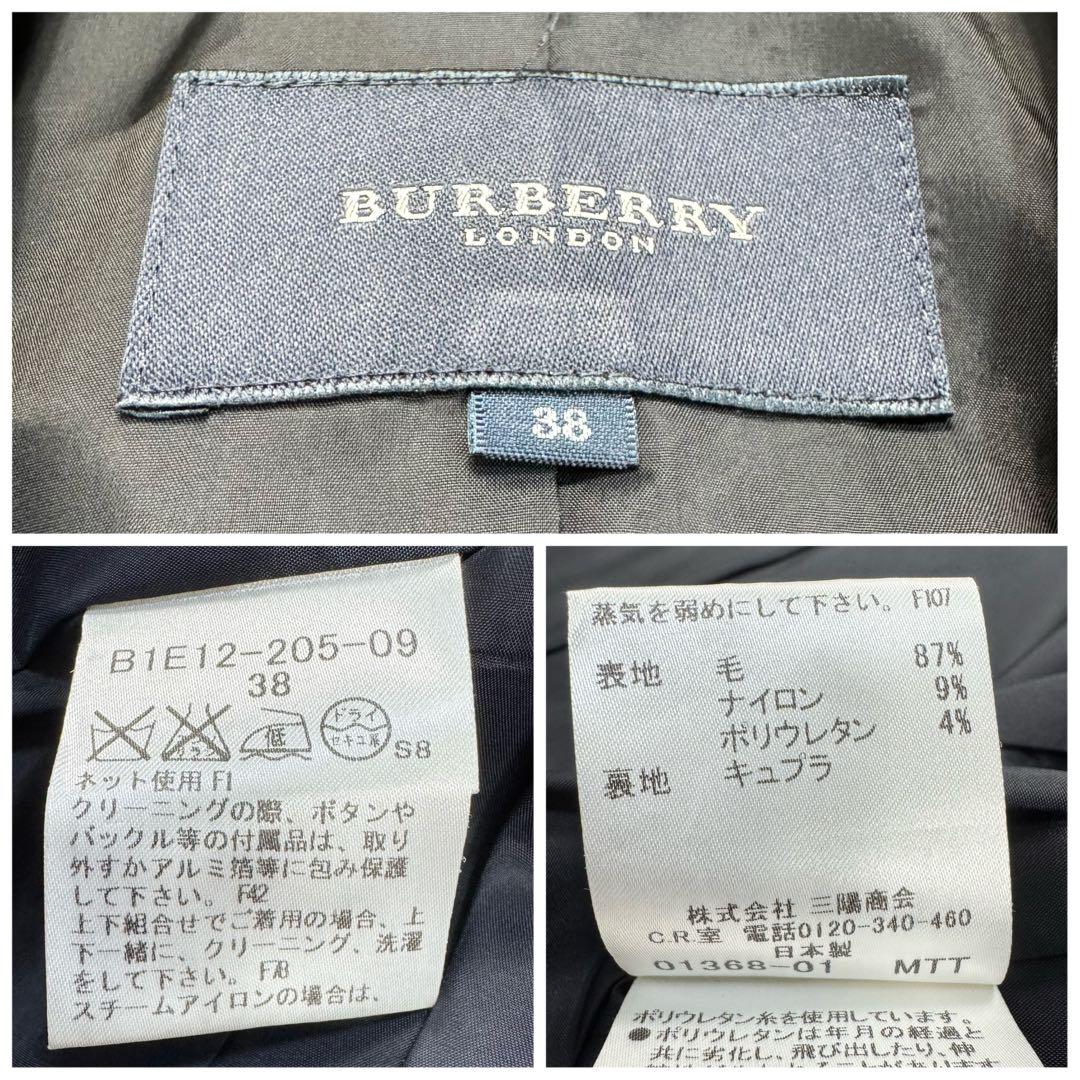 BURBERRY
LONDON
38
B1E12-205-09
38
低
ドライ
セキユ系
S8
ネット使用 F1
クリーニングの際、ボタンや
バックル等の付属品は、取り
外すかアルミ箔等に包み保護
して下さい。 F42
上下組合せでご着用の場合、上
下一緒に、クリーニング、洗濯
をして下さい。 F78
スチームアイロンの場合は、
蒸気を弱めにして下さい。 F107
表地 毛 87%
ナイロン 9%
ポリウレタン 4%
裏地 キュプラ
株式会社 三陽商会
C.R.室 電話0120-340-460
日本製
01368-01 MTT
ポリウレタン糸を使用しています。
●ポリウレタンは年月の経過と
共に劣化し、飛び出したり、伸